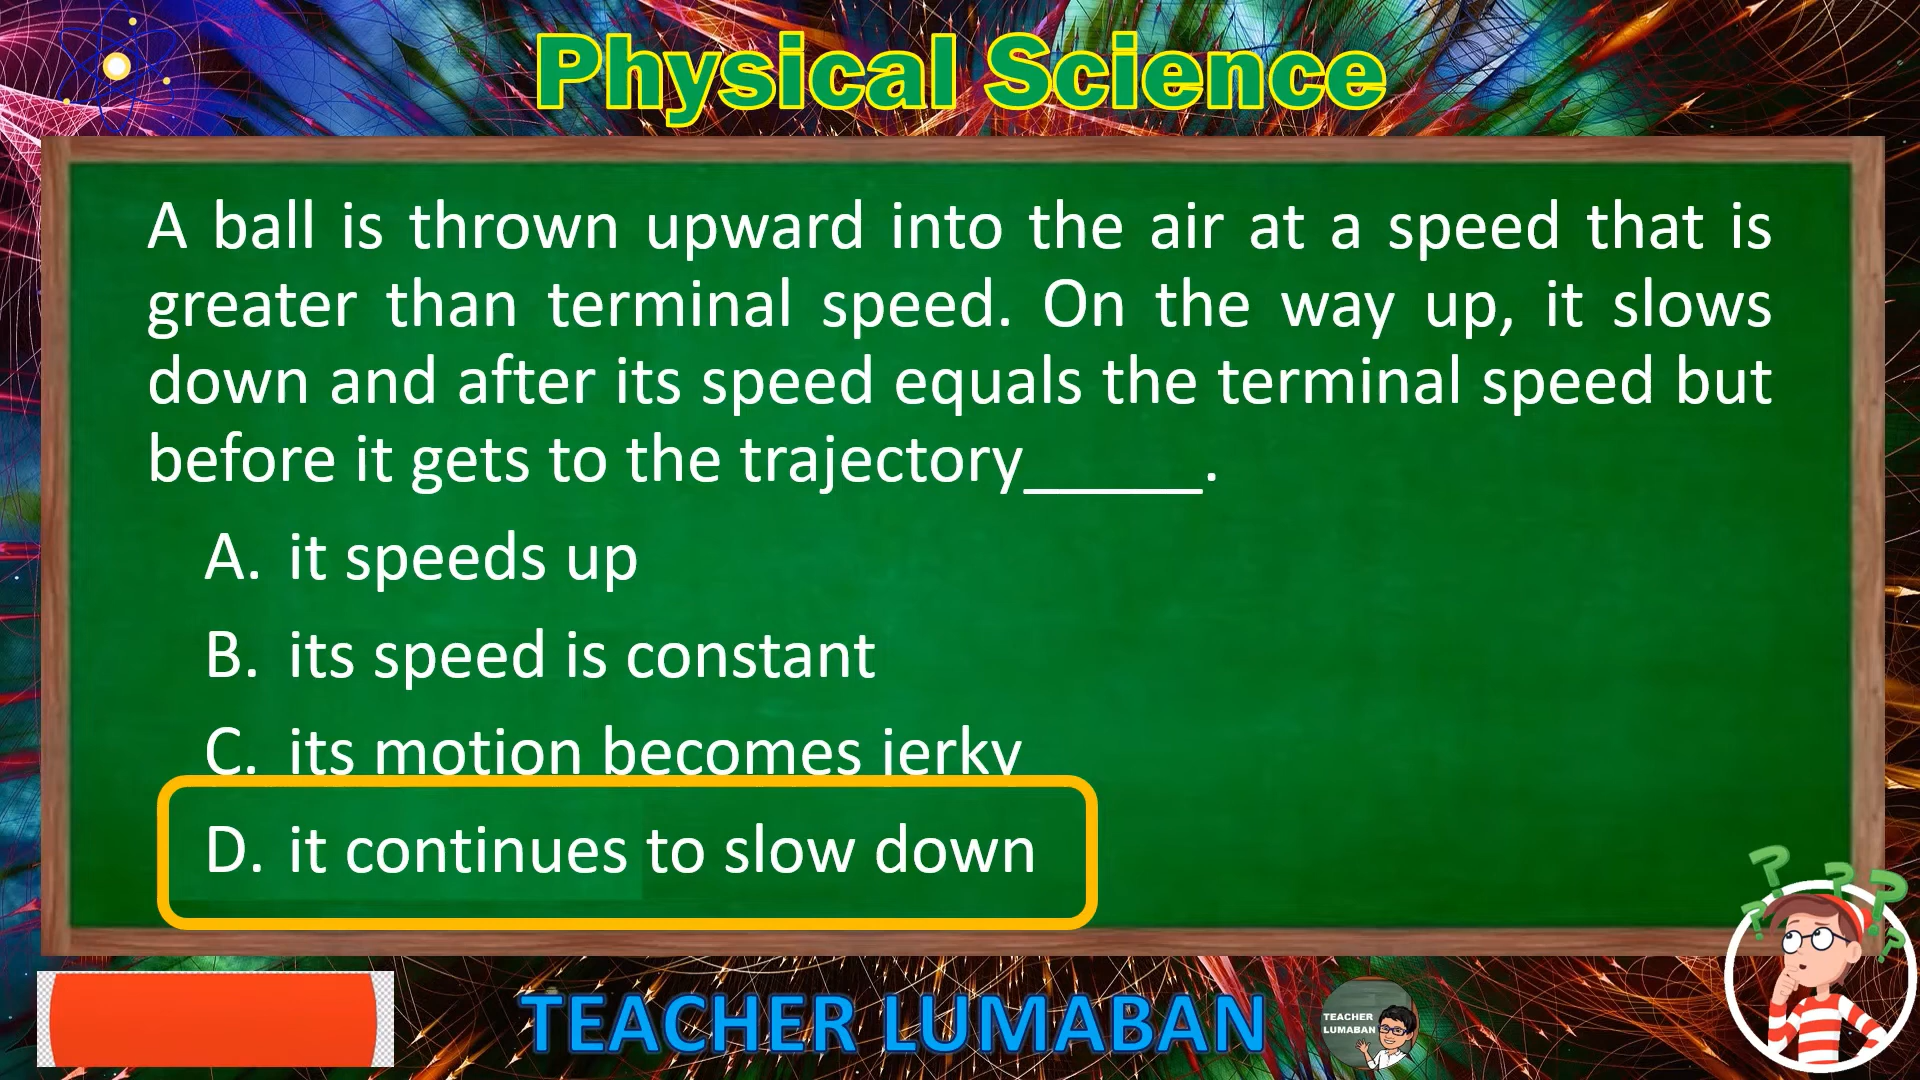 Physical Science
A ball is thrown upward into the air at a speed that is
greater than terminal speed. On the way up, it slows
down and after its speed equals the terminal speed but
before it gets to the trajectory______.
A. it speeds up
B. its speed is constant
C. its motion becomes jerky
D. it continues to slow down
TEACHER LUMABAN
TEACHER
LUMABAN